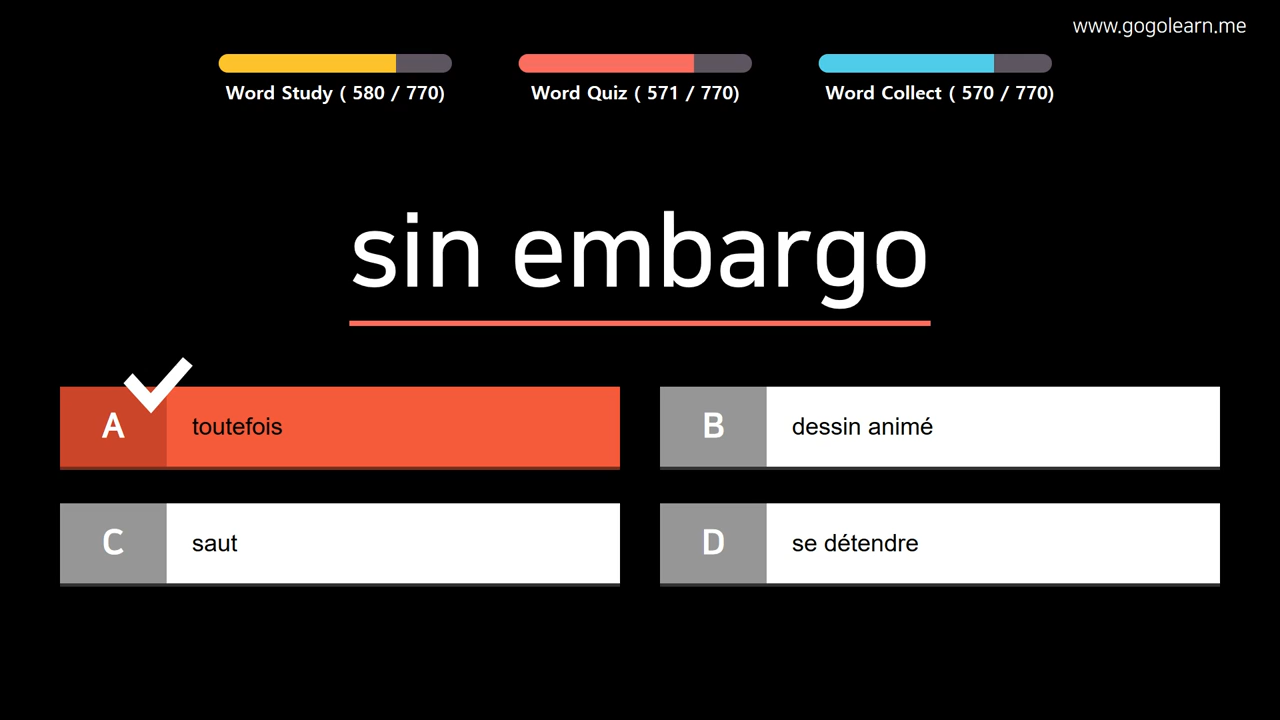 www.gogolearn.me
Word Study ( 580 / 770)
Word Quiz ( 571 / 770)
Word Collect ( 570 / 770)
sin embargo
A toutefois
B dessin animé
C saut
D se détendre